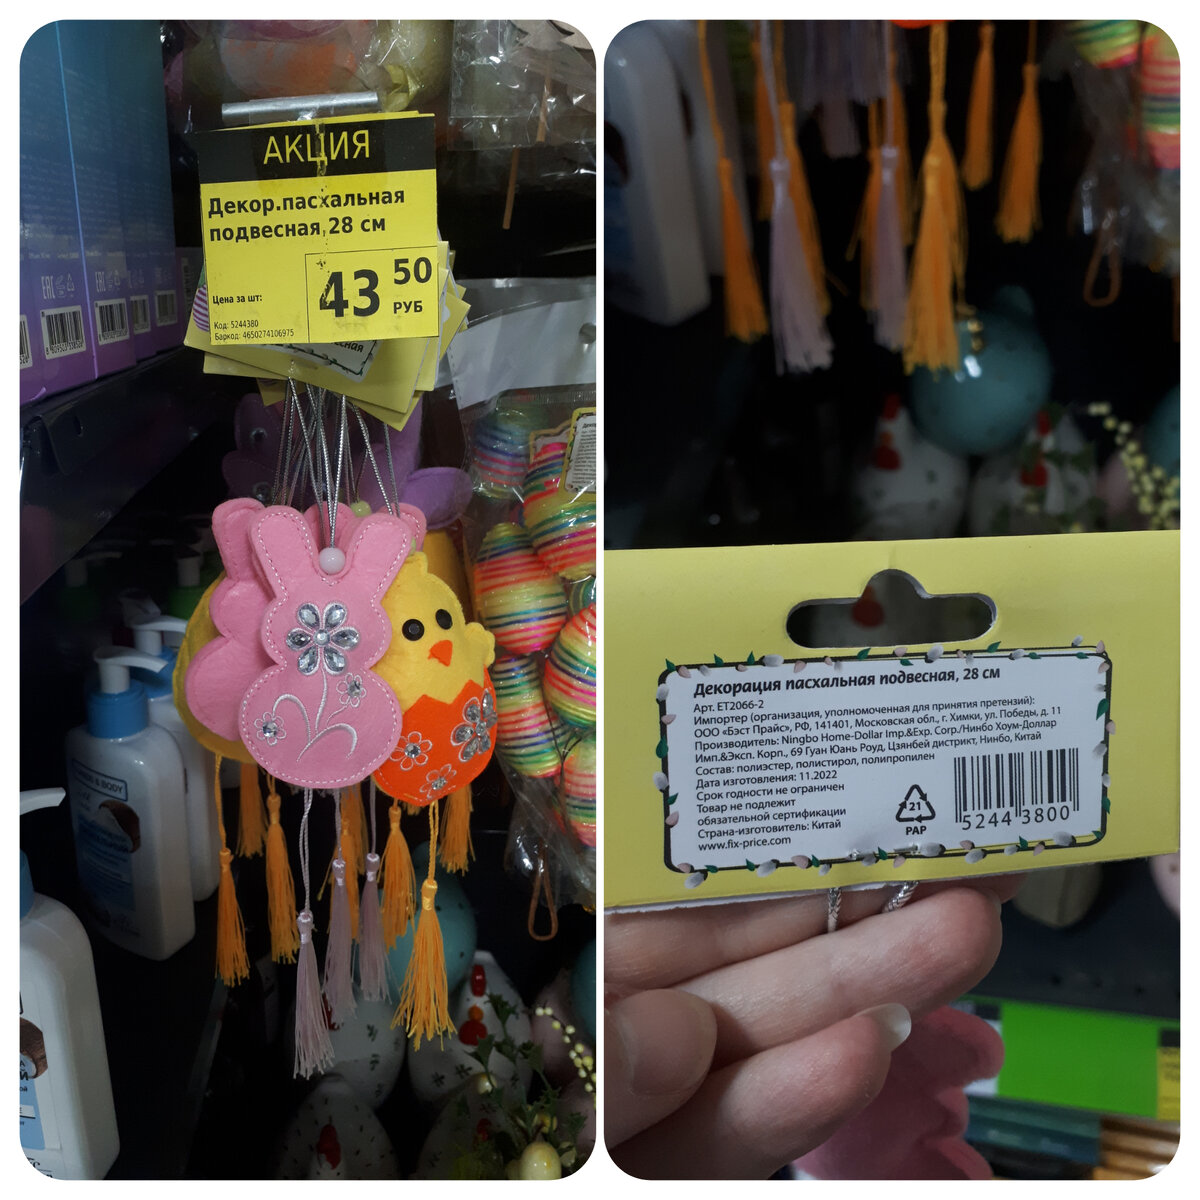 АКЦИЯ
Декор.пасхальная
подвесная,28 см
Цена за шт:
43 50
РУБ
Код: 5244380
Баркод: 4650274106975
EAC
EAC
BODY
Декорация пасхальная подвесная, 28 см
Арт. ET2066-2
Импортер (организация, уполномоченная для принятия претензий):
ООО «Бэст Прайс», РФ, 141401, Московская обл., г. Химки, ул. Победы, д. 11
Производитель: Ningbo Home-Dollar Imp.&Exp. Corp./Нинбо Хоум-Доллар
Имп.&Эксп. Корп., 69 Гуан Юань Роуд, Цзянбей дистрикт, Нинбо, Китай
Состав: полиэстер, полистирол, полипропилен
Дата изготовления: 11.2022
Срок годности не ограничен
Товар не подлежит
обязательной сертификации
Страна-изготовитель: Китай
www.fix-price.com
21
PAP
5244 3800